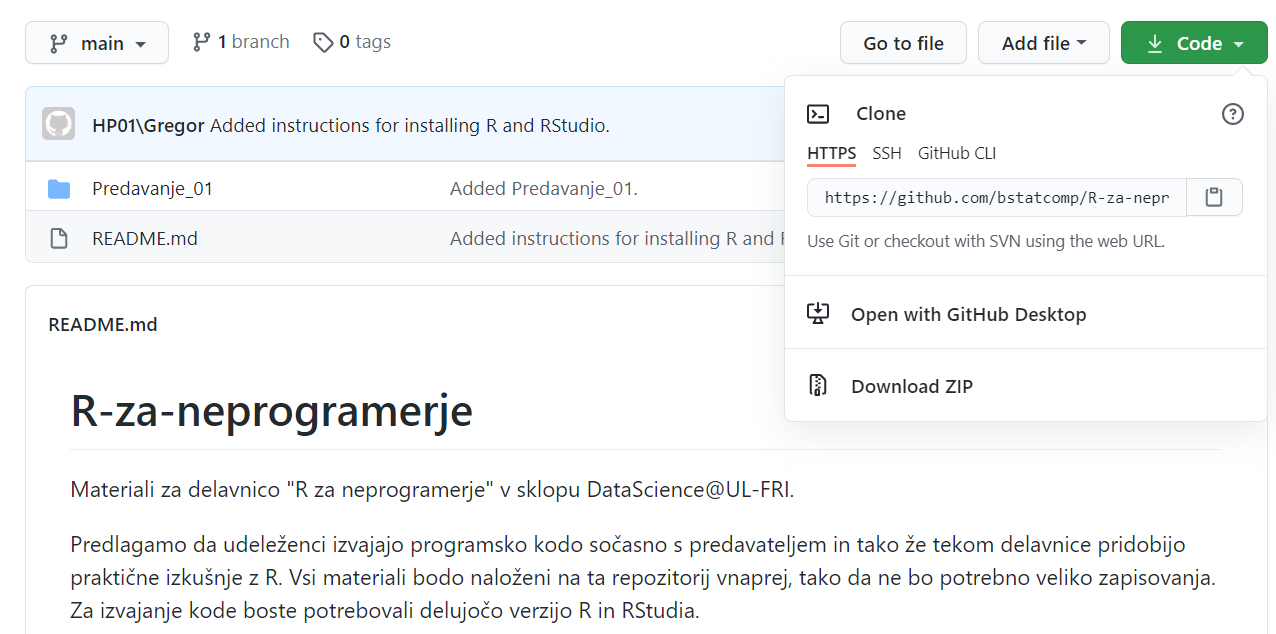 main
1 branch
0 tags
Go to file
Add file
Code
HP01\Gregor Added instructions for installing R and RStudio.
Predavanje_01
Added Predavanje_01.
README.md
Added instructions for installing R and
Clone
HTTPS SSH GitHub CLI
https://github.com/bstatcomp/R-za-nepr
Use Git or checkout with SVN using the web URL.
Open with GitHub Desktop
Download ZIP
README.md
R-za-neprogramerje
Materiali za delavnico "R za neprogramerje" v sklopu DataScience@UL-FRI.
Predlagamo da udeleženci izvajajo programsko kodo sočasno s predavateljem in tako že tekom delavnice pridobijo
praktične izkušnje z R. Vsi materiali bodo naloženi na ta repozitorij vnaprej, tako da ne bo potrebno veliko zapisovanja.
Za izvajanje kode boste potrebovali delujočo verzijo R in RStudia.